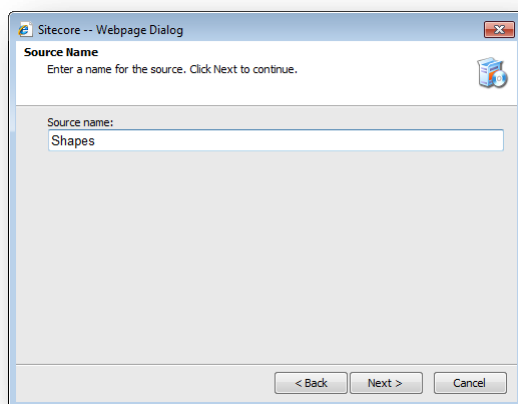 Sitecore -- Webpage Dialog
Source Name
Enter a name for the source. Click Next to continue.
Source name:
Shapes
< Back Next > Cancel